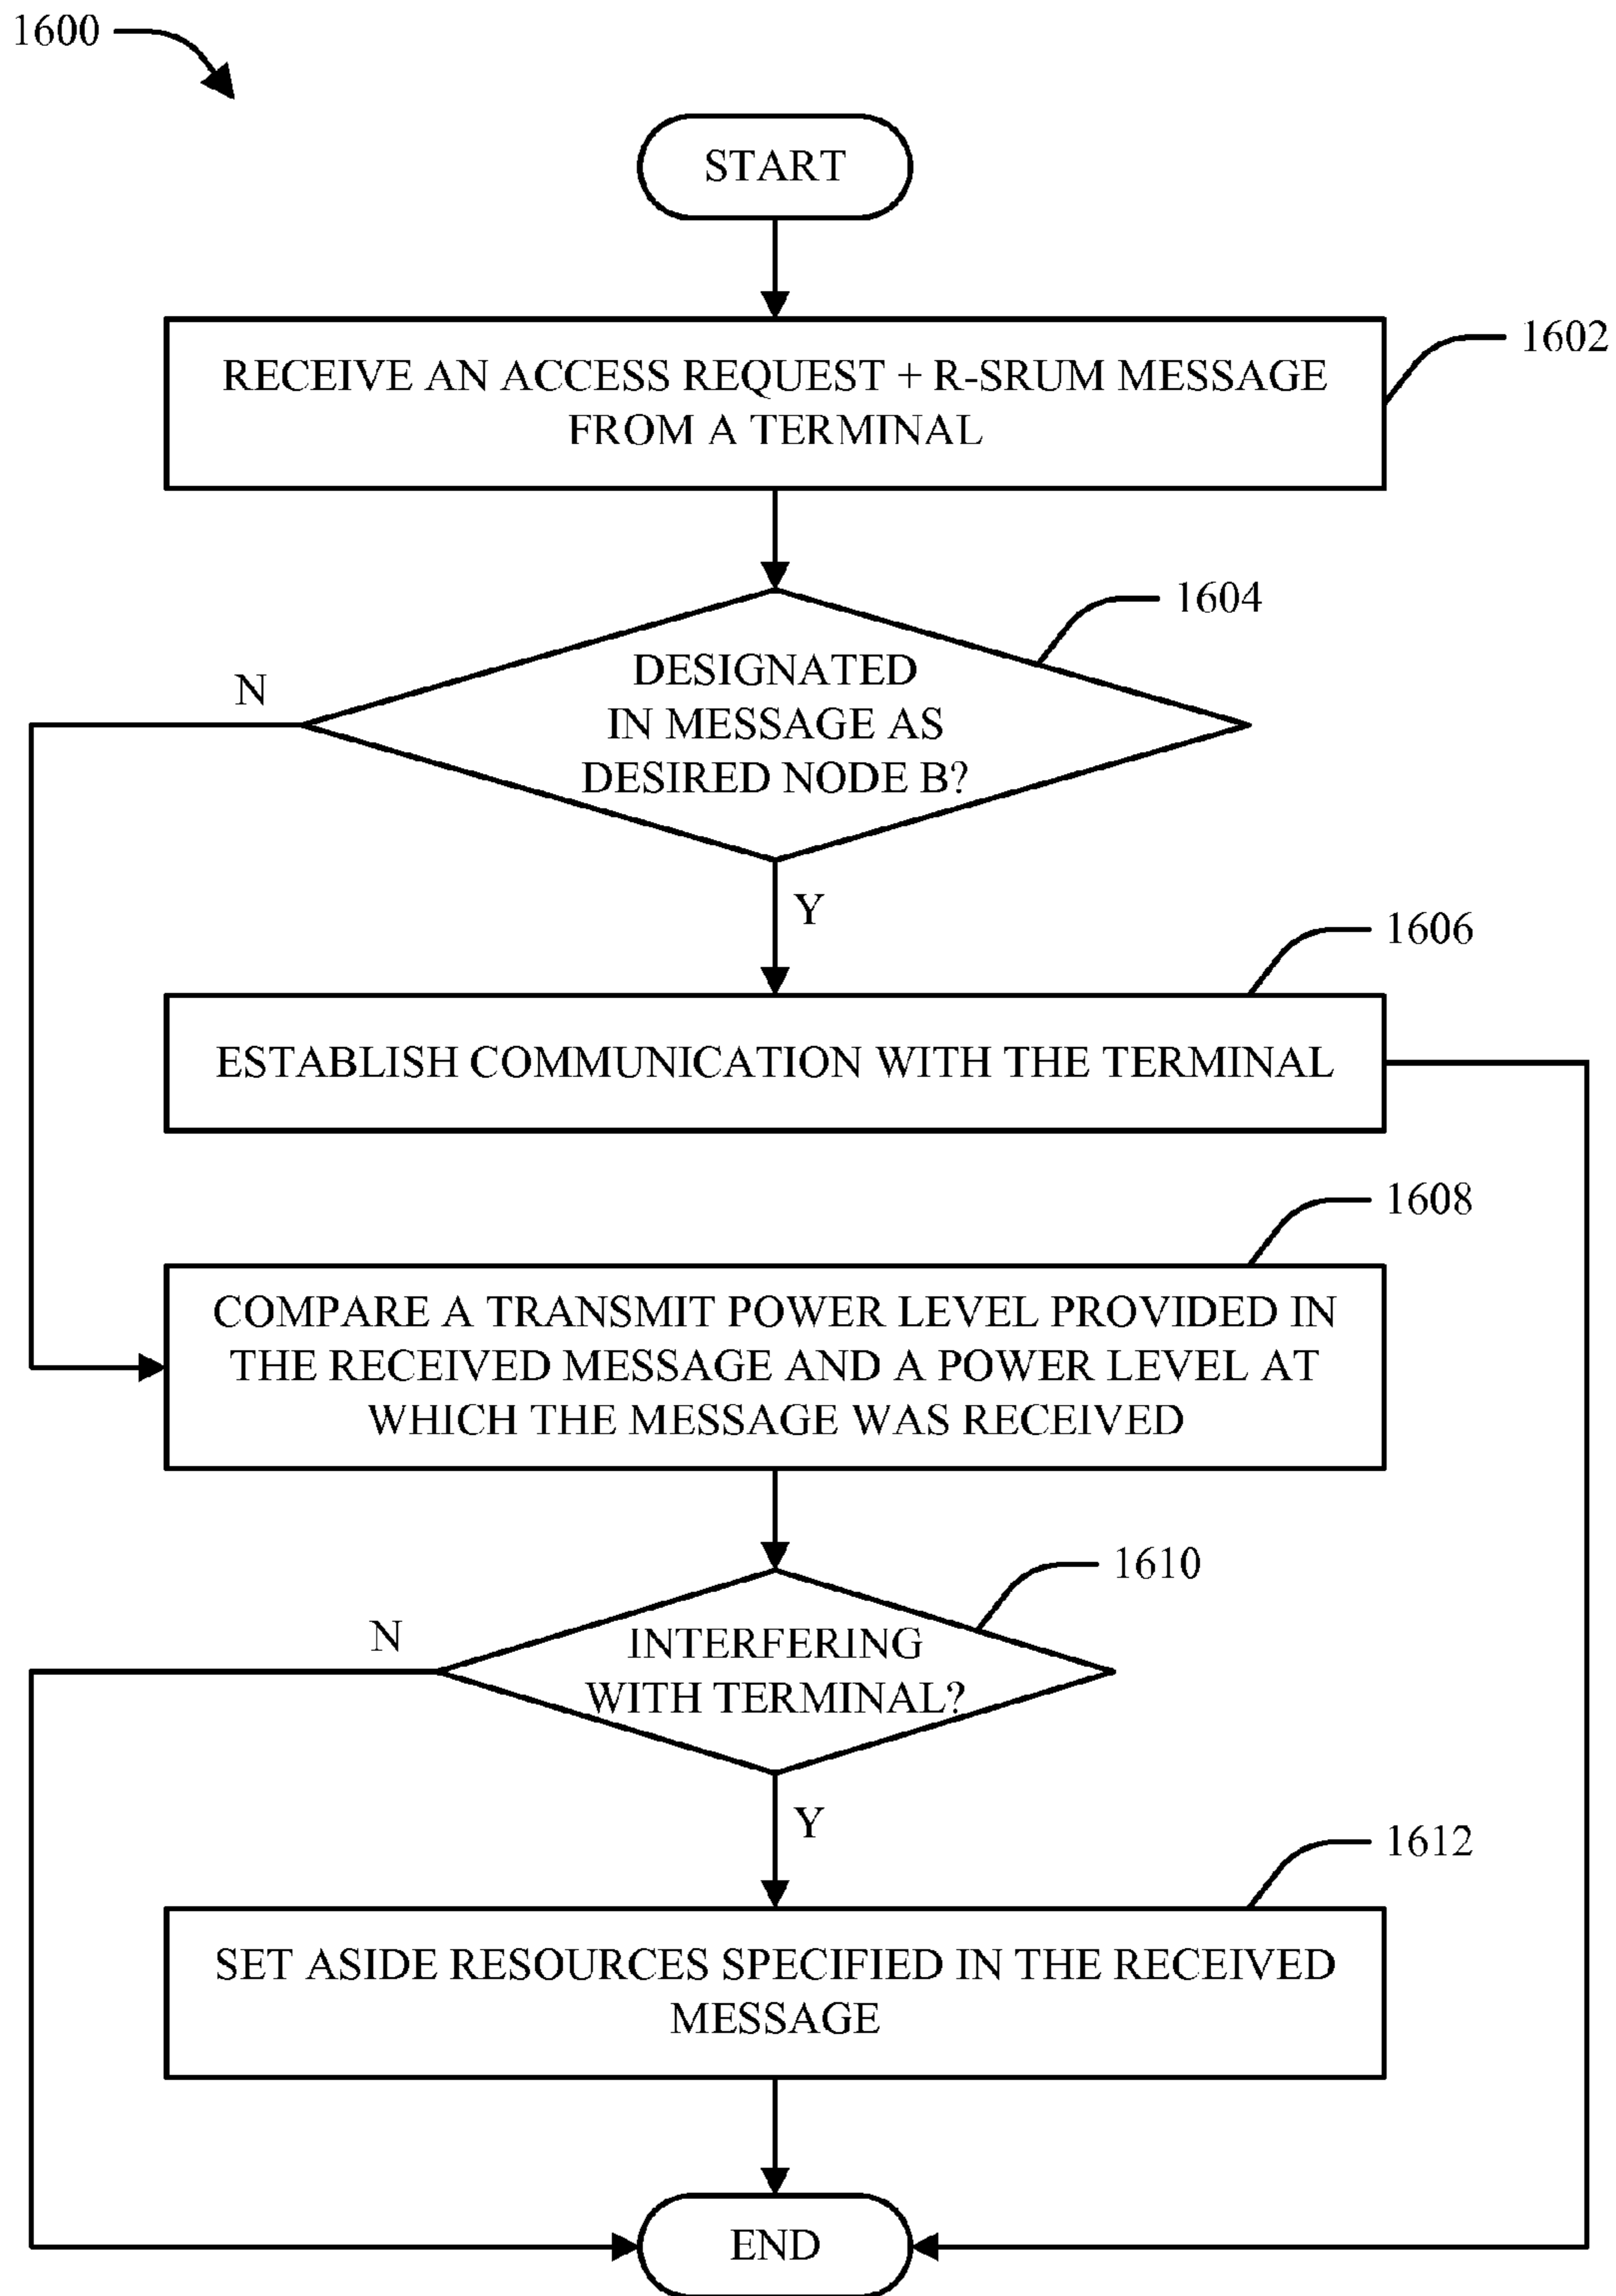 1600
START
RECEIVE AN ACCESS REQUEST + R-SRUM MESSAGE
FROM A TERMINAL
1602
1604
DESIGNATED
IN MESSAGE AS
DESIRED NODE B?
N
Y
1606
ESTABLISH COMMUNICATION WITH THE TERMINAL
1608
COMPARE A TRANSMIT POWER LEVEL PROVIDED IN
THE RECEIVED MESSAGE AND A POWER LEVEL AT
WHICH THE MESSAGE WAS RECEIVED
1610
INTERFERING
WITH TERMINAL?
N
Y
1612
SET ASIDE RESOURCES SPECIFIED IN THE RECEIVED
MESSAGE
END